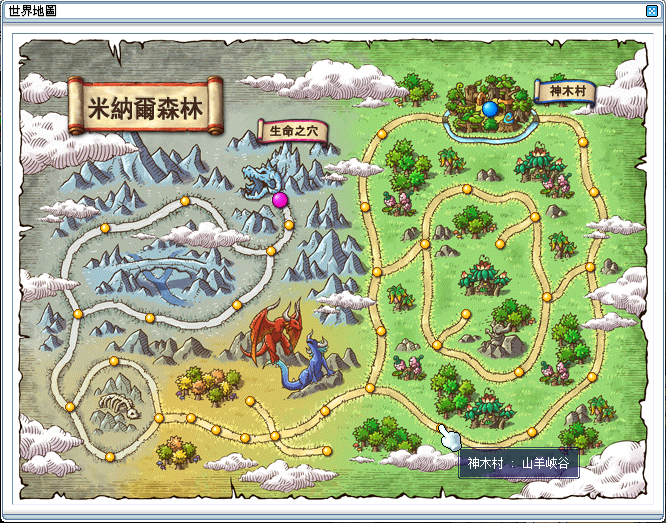 世界地圖
神木村
米納爾森林
生命之穴
神木村 : 山羊峽谷